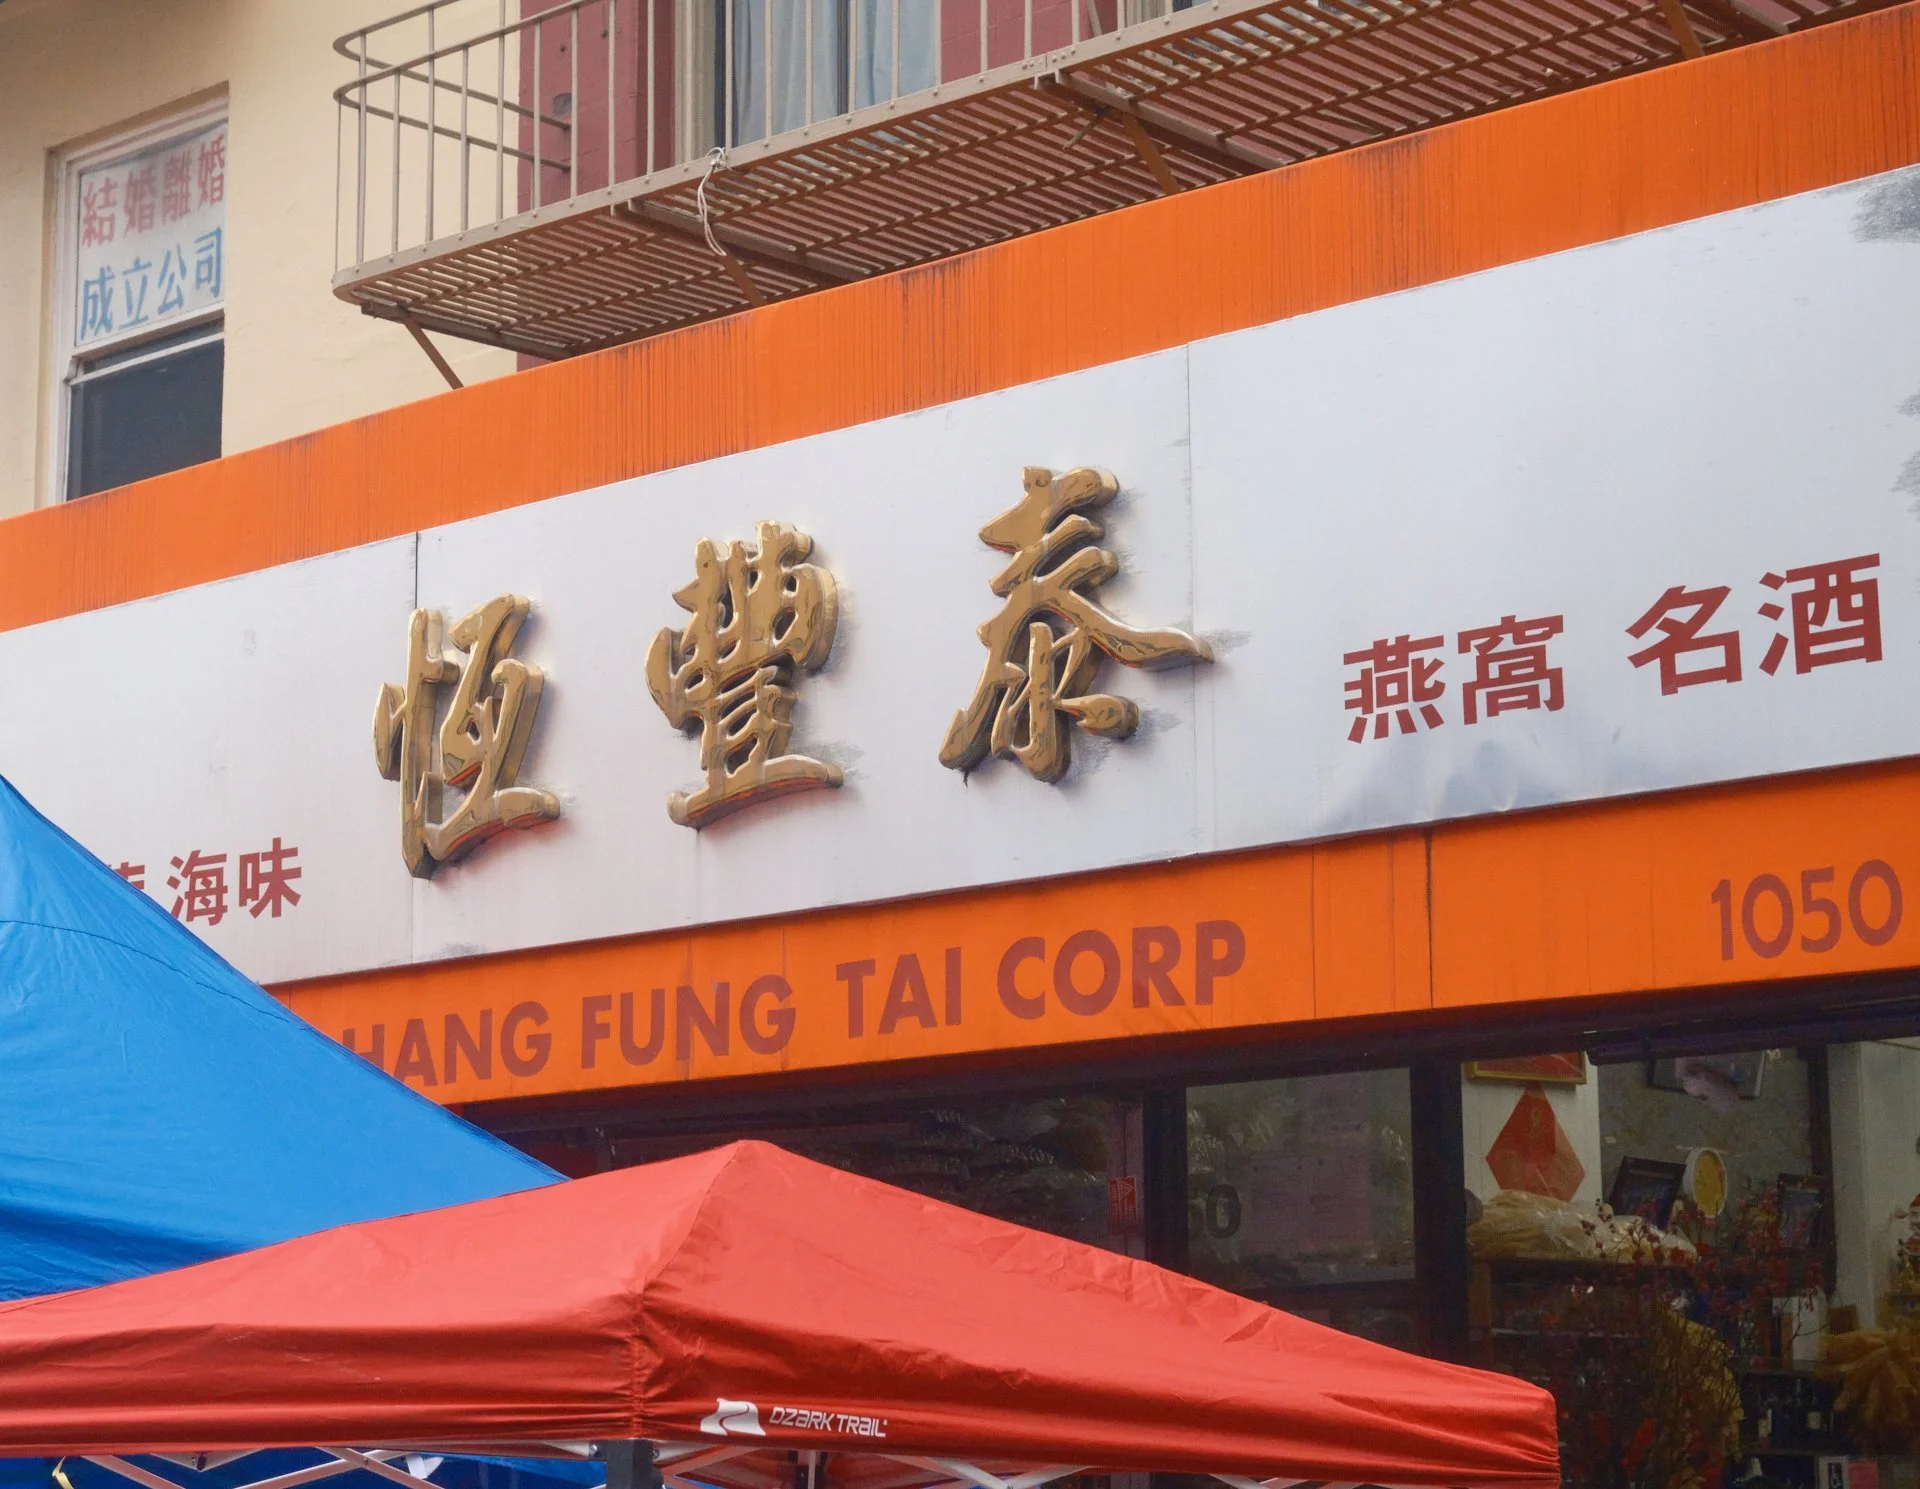 結婚離婚
成立公司
恆豐泰
海味
燕窩 名酒
HANG FUNG TAI CORP
1050
OZARK TRAIL